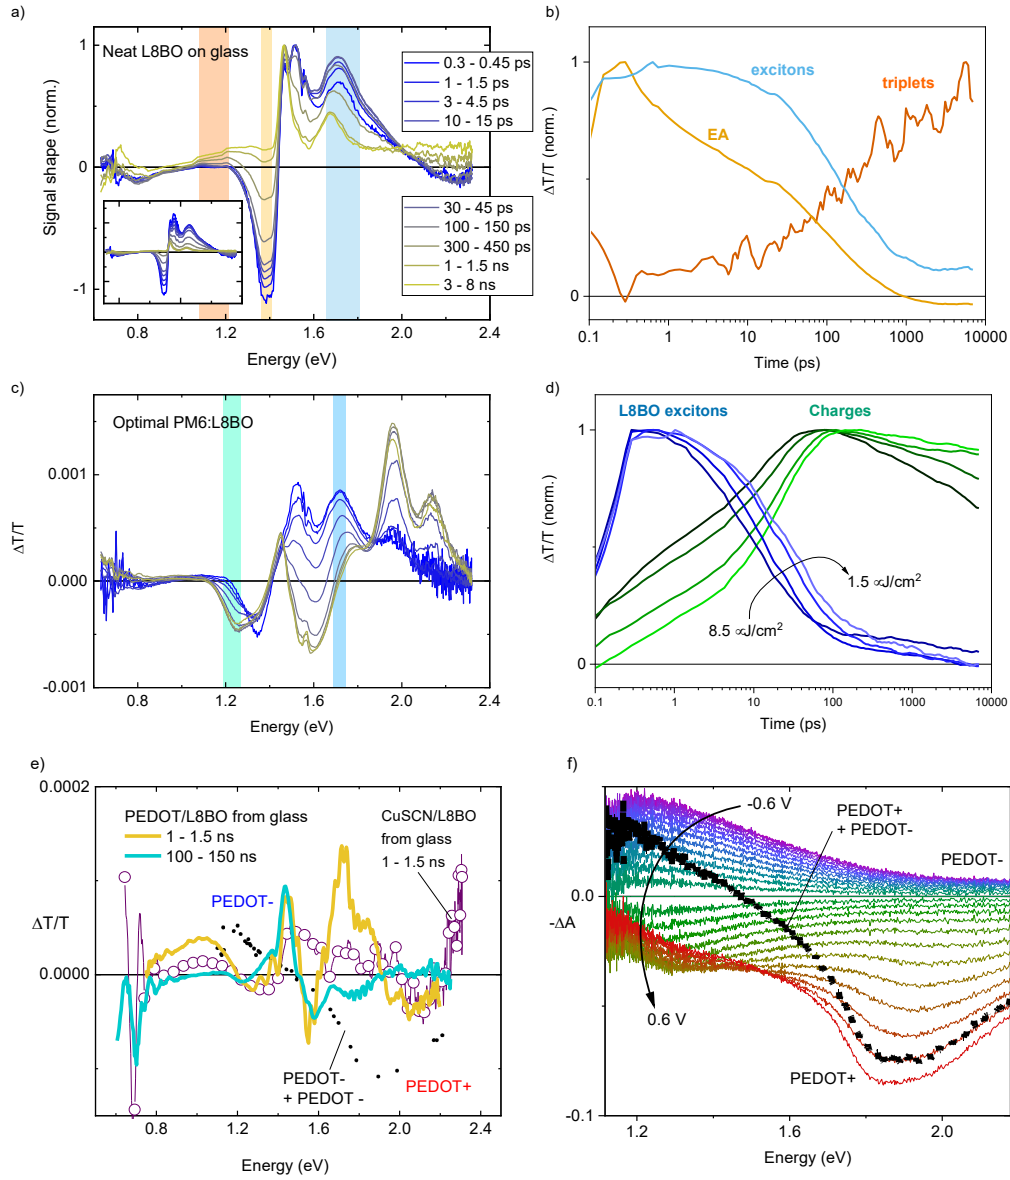 a)
Neat L8BO on glass
0.3 - 0.45 ps
1 - 1.5 ps
3 - 4.5 ps
10 - 15 ps
30 - 45 ps
100 - 150 ps
300 - 450 ps
1 - 1.5 ns
3 - 8 ns
Signal shape (norm.)
1
0
-1
0.8
1.2
1.6
2.0
2.4
Energy (eV)
b)
excitons
triplets
EA
ΔT/T (norm.)
1
0
0.1
1
10
100
1000
10000
Time (ps)
c)
Optimal PM6:L8BO
ΔT/T
0.001
0.000
-0.001
0.8
1.2
1.6
2.0
2.4
Energy (eV)
d)
L8BO excitons
Charges
ΔT/T (norm.)
1
0
1.5 ∝J/cm2
8.5 ∝J/cm2
0.1
1
10
100
1000
10000
Time (ps)
e)
0.0002
PEDOT/L8BO from glass
1 - 1.5 ns
100 - 150 ns
CuSCN/L8BO
from glass
1 - 1.5 ns
PEDOT-
ΔT/T
0.0000
PEDOT-
+ PEDOT -
PEDOT+
0.8
1.2
1.6
2.0
2.4
Energy (eV)
f)
-0.6 V
PEDOT+
+ PEDOT-
PEDOT-
0.0
-ΔA
0.6 V
PEDOT+
-0.1
1.2
1.6
2.0
Energy (eV)